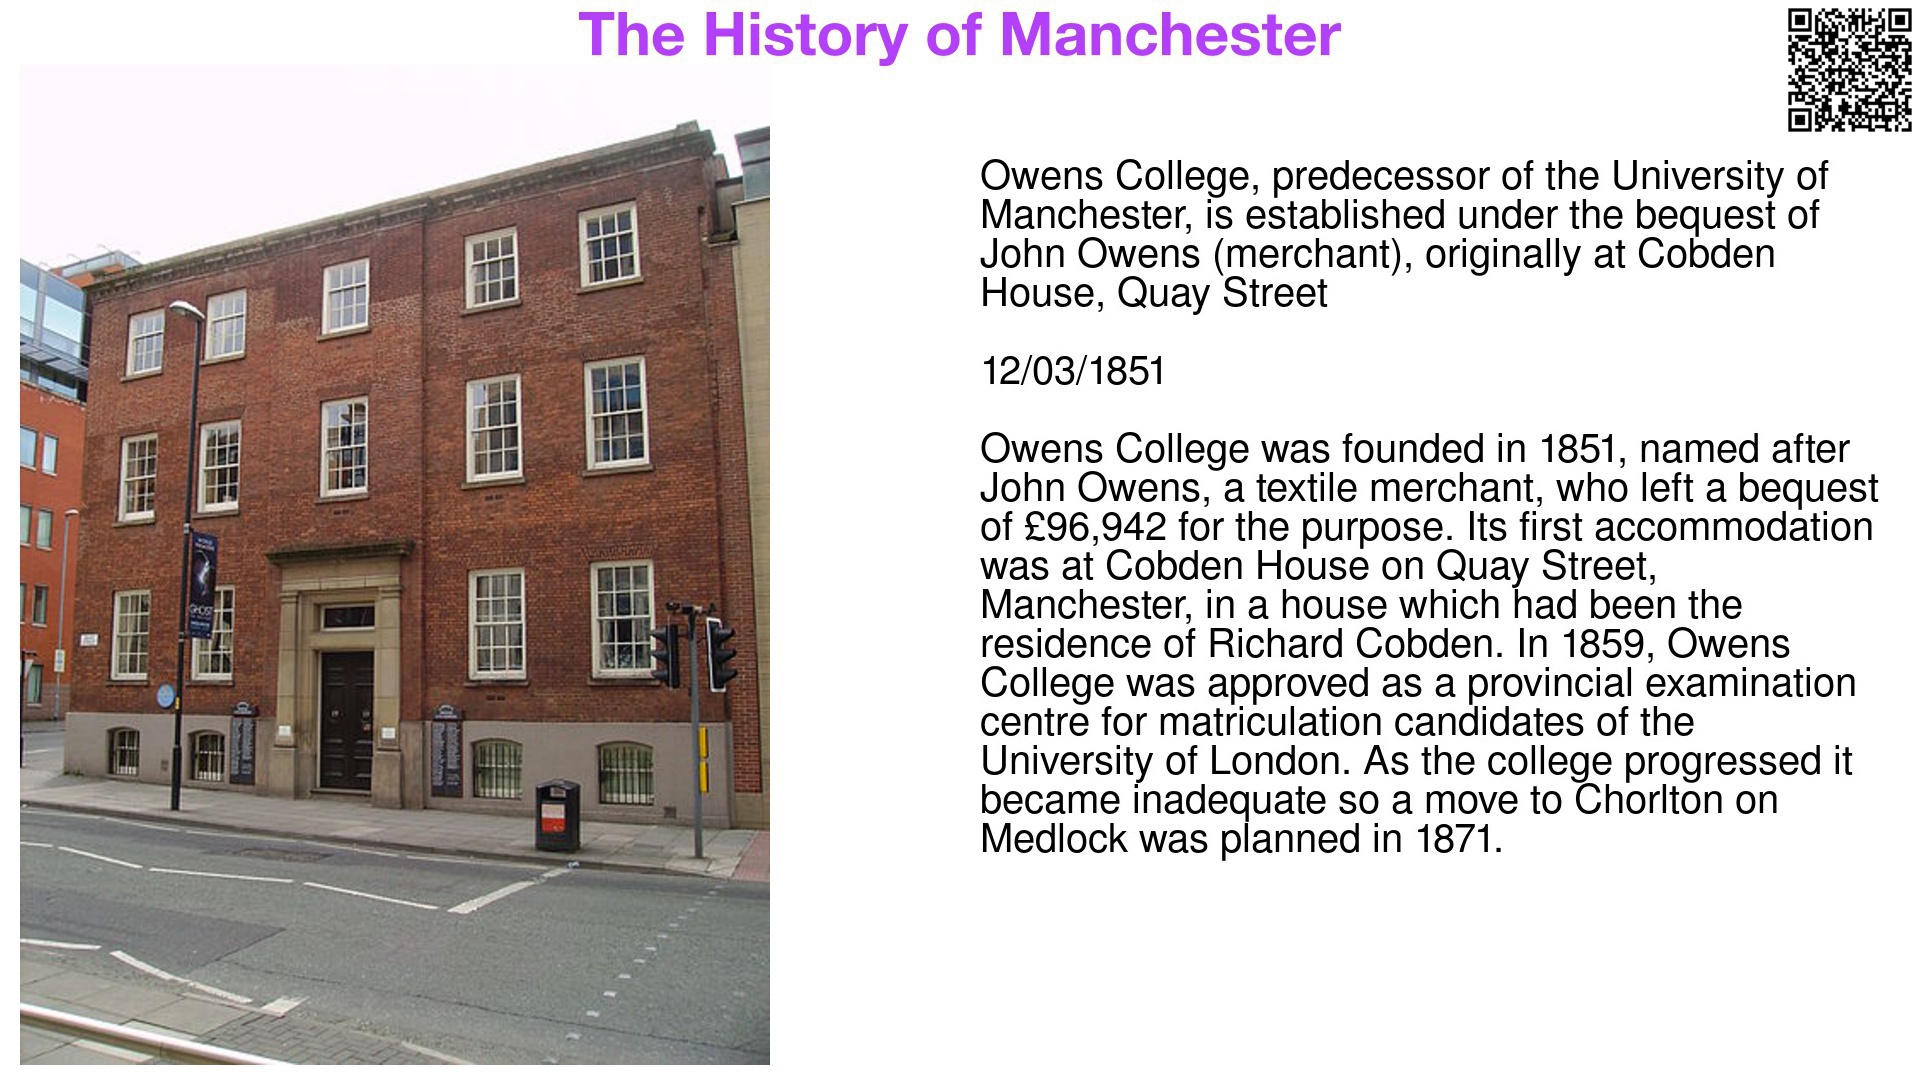 The History of Manchester
Owens College, predecessor of the University of
Manchester, is established under the bequest of
John Owens (merchant), originally at Cobden
House, Quay Street
12/03/1851
Owens College was founded in 1851, named after
John Owens, a textile merchant, who left a bequest
of £96,942 for the purpose. Its first accommodation
was at Cobden House on Quay Street,
Manchester, in a house which had been the
residence of Richard Cobden. In 1859, Owens
College was approved as a provincial examination
centre for matriculation candidates of the
University of London. As the college progressed it
became inadequate so a move to Chorlton on
Medlock was planned in 1871.
GHOST